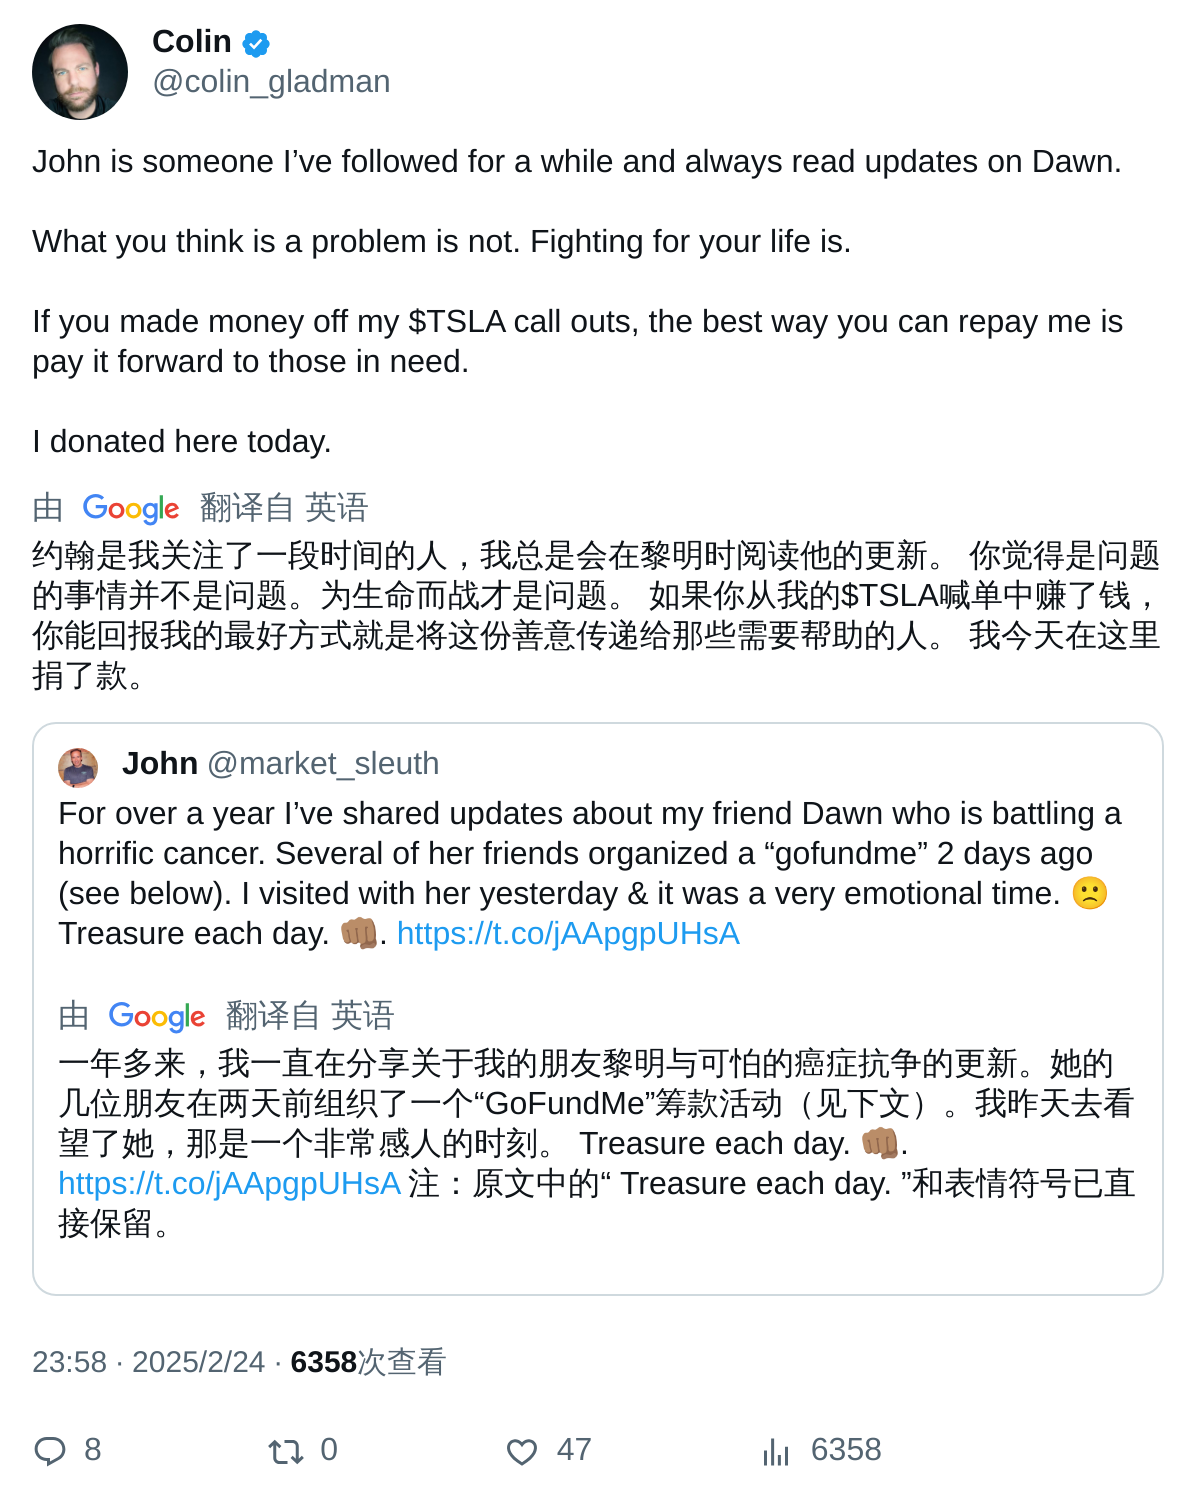 Colin
@colin_gladman
John is someone I’ve followed for a while and always read updates on Dawn.
What you think is a problem is not. Fighting for your life is.
If you made money off my $TSLA call outs, the best way you can repay me is
pay it forward to those in need.
I donated here today.
由 Google 翻译自 英语
约翰是我关注了一段时间的人，我总是会在黎明时阅读他的更新。 你觉得是问题
的事情并不是问题。为生命而战才是问题。 如果你从我的$TSLA喊单中赚了钱，
你能回报我的最好方式就是将这份善意传递给那些需要帮助的人。 我今天在这里
捐了款。
John @market_sleuth
For over a year I’ve shared updates about my friend Dawn who is battling a
horrific cancer. Several of her friends organized a “gofundme” 2 days ago
(see below). I visited with her yesterday & it was a very emotional time. 🙁
Treasure each day. 👊🏽. https://t.co/jAApgpUHsA
由 Google 翻译自 英语
一年多来，我一直在分享关于我的朋友黎明与可怕的癌症抗争的更新。她的
几位朋友在两天前组织了一个“GoFundMe”筹款活动（见下文）。我昨天去看
望了她，那是一个非常感人的时刻。 Treasure each day. 👊🏽.
https://t.co/jAApgpUHsA 注：原文中的“ Treasure each day. ”和表情符号已直
接保留。
23:58 · 2025/2/24 · 6358次查看
8 0 47 6358